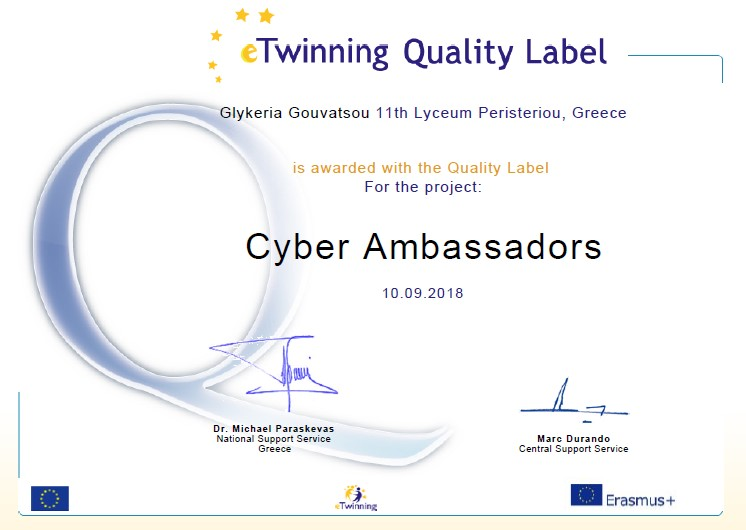 eTwinning Quality Label
Glykeria Gouvatsou 11th Lyceum Peristeriou, Greece
is awarded with the Quality Label
For the project:
Cyber Ambassadors
10.09.2018
Dr. Michael Paraskevas
National Support Service
Greece
Marc Durando
Central Support Service
eTwinning
Erasmus+